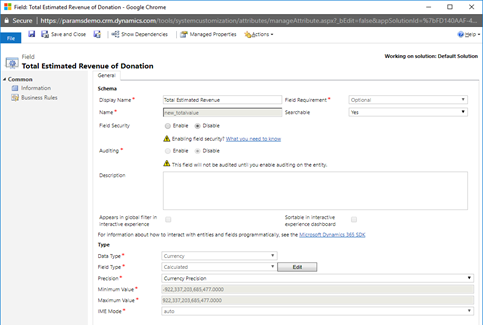 Field: Total Estimated Revenue of Donation - Google Chrome
Secure https://paramsdemo.crm.dynamics.com/tools/systemcustomization/attributes/manageAttribute.aspx?_bEdit=false&appSolutionId=%7bFD140AAF-4...
File Save and Close Show Dependencies Managed Properties Actions Help
Field
Total Estimated Revenue of Donation
Working on solution: Default Solution
Common
Information
Business Rules
General
Schema
Display Name * Total Estimated Revenue Field Requirement * Optional
Name * new_totalvalue Searchable Yes
Field Security Enable Disable
Enabling field security? What you need to know
Auditing * Enable Disable
This field will not be audited until you enable auditing on the entity.
Description
Appears in global filter in interactive experience
Sortable in interactive experience dashboard
For information about how to interact with entities and fields programmatically, see the Microsoft Dynamics 365 SDK
Type
Data Type * Currency
Field Type * Calculated Edit
Precision * Currency Precision
Minimum Value * -922,337,203,685,477.0000
Maximum Value * 922,337,203,685,477.0000
IME Mode * auto